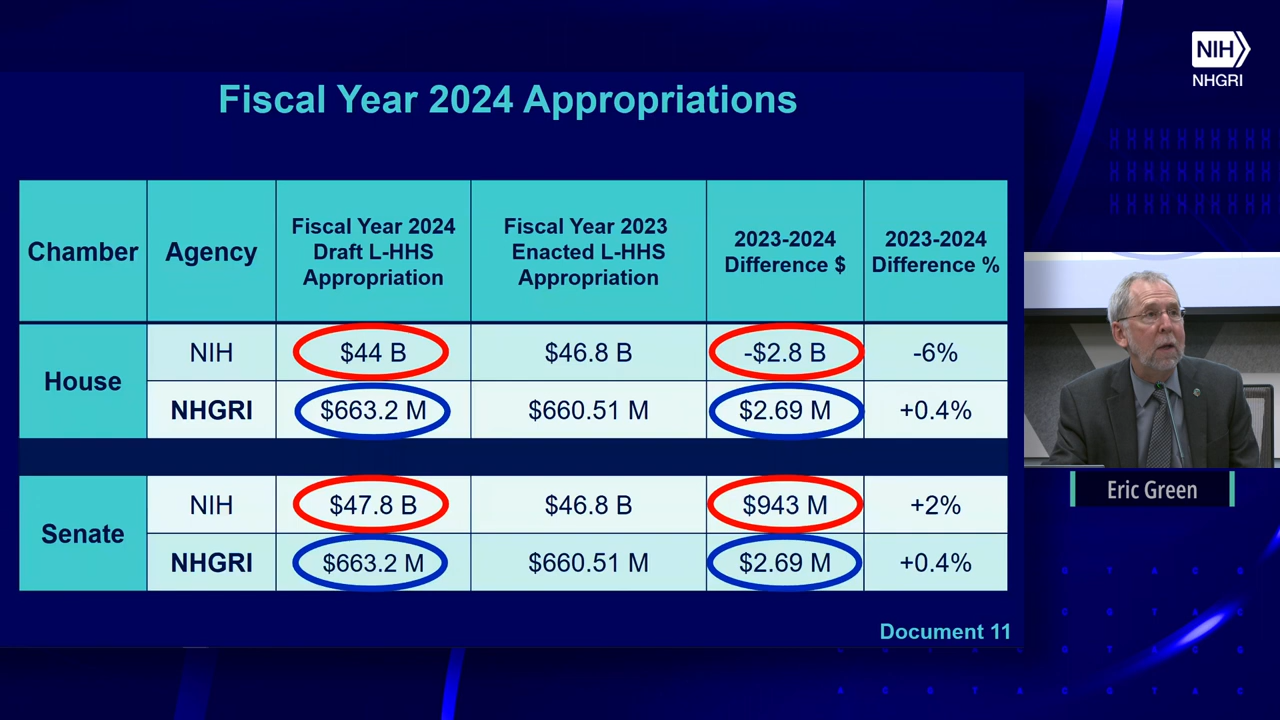 NIH
NHGRI
Fiscal Year 2024 Appropriations
Chamber
Agency
Fiscal Year 2024
Draft L-HHS
Appropriation
Fiscal Year 2023
Enacted L-HHS
Appropriation
2023-2024
Difference $
2023-2024
Difference %
House
NIH
$44 B
$46.8 B
-$2.8 B
-6%
NHGRI
$663.2 M
$660.51 M
$2.69 M
+0.4%
Senate
NIH
$47.8 B
$46.8 B
$943 M
+2%
NHGRI
$663.2 M
$660.51 M
$2.69 M
+0.4%
Document 11
Eric Green